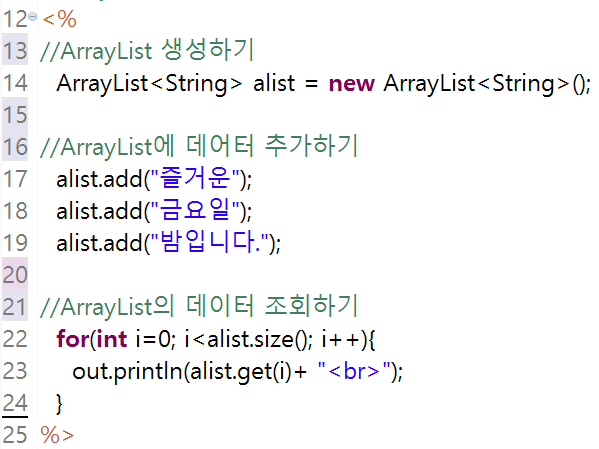 12 <%
13 //ArrayList 생성하기
14 ArrayList<String> alist = new ArrayList<String>();
15
16 //ArrayList에 데어터 추가하기
17 alist.add("즐거운");
18 alist.add("금요일");
19 alist.add("밤입니다.");
20
21 //ArrayList의 데이터 조회하기
22 for(int i=0; i<alist.size(); i++){
23 out.println(alist.get(i)+ "<br>");
24 }
25 %>